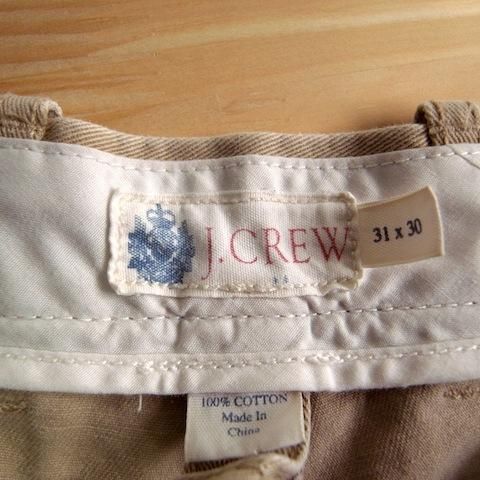 J.CREW
31 x 30
100% COTTON
Made In
China